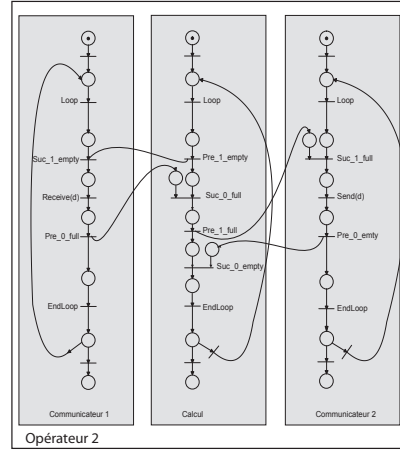 Loop
Suc_1_empty
Receive(d)
Pre_0_full
EndLoop
Communicateur 1
Loop
Pre_1_empty
Suc_0_full
Pre_1_full
Suc_0_empty
EndLoop
Calcul
Loop
Suc_1_full
Send(d)
Pre_0_emty
EndLoop
Communicateur 2
Opérateur 2